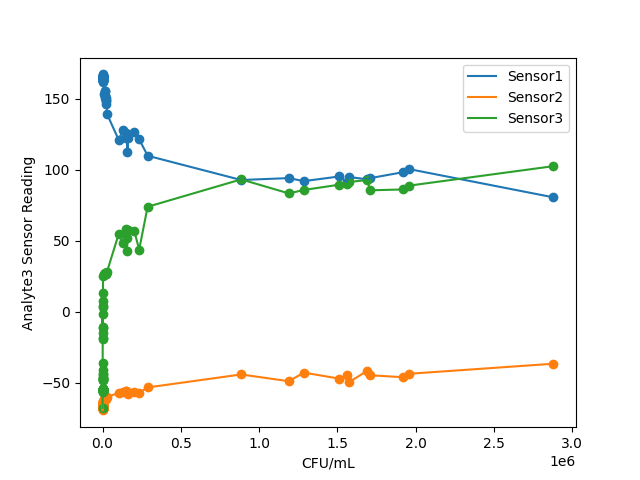 Sensor1
Sensor2
Sensor3
150
100
50
0
−50
Analyte3 Sensor Reading
0.0 0.5 1.0 1.5 2.0 2.5 3.0
1e6
CFU/mL